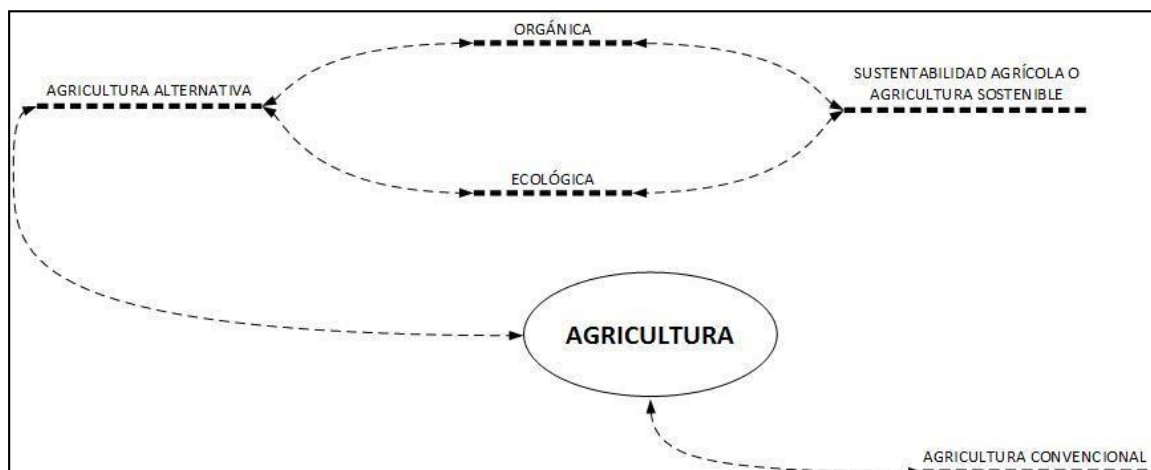 ORGÁNICA
AGRICULTURA ALTERNATIVA
SUSTENTABILIDAD AGRÍCOLA O
AGRICULTURA SOSTENIBLE
ECOLÓGICA
AGRICULTURA
AGRICULTURA CONVENCIONAL